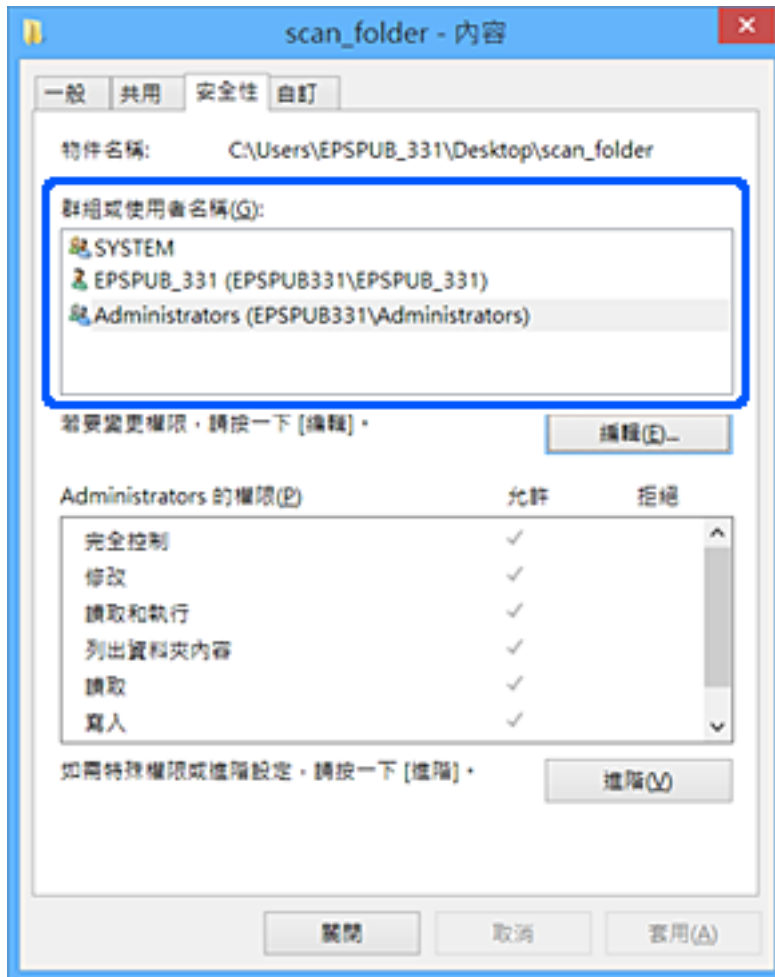 scan_folder - 內容
一般 共用 安全性 自訂
物件名稱: C:\Users\EPSPUB_331\Desktop\scan_folder
群組或使用者名稱(G):
SYSTEM
EPSPUB_331 (EPSPUB331\EPSPUB_331)
Administrators (EPSPUB331\Administrators)
若要變更權限，請按一下 [編輯]。
編輯(E)...
Administrators 的權限(P) 允許 拒絕
完全控制
修改
讀取和執行
列出資料夾內容
讀取
寫入
如需特殊權限或進階設定，請按一下 [進階]。
進階(V)
關閉 取消 套用(A)